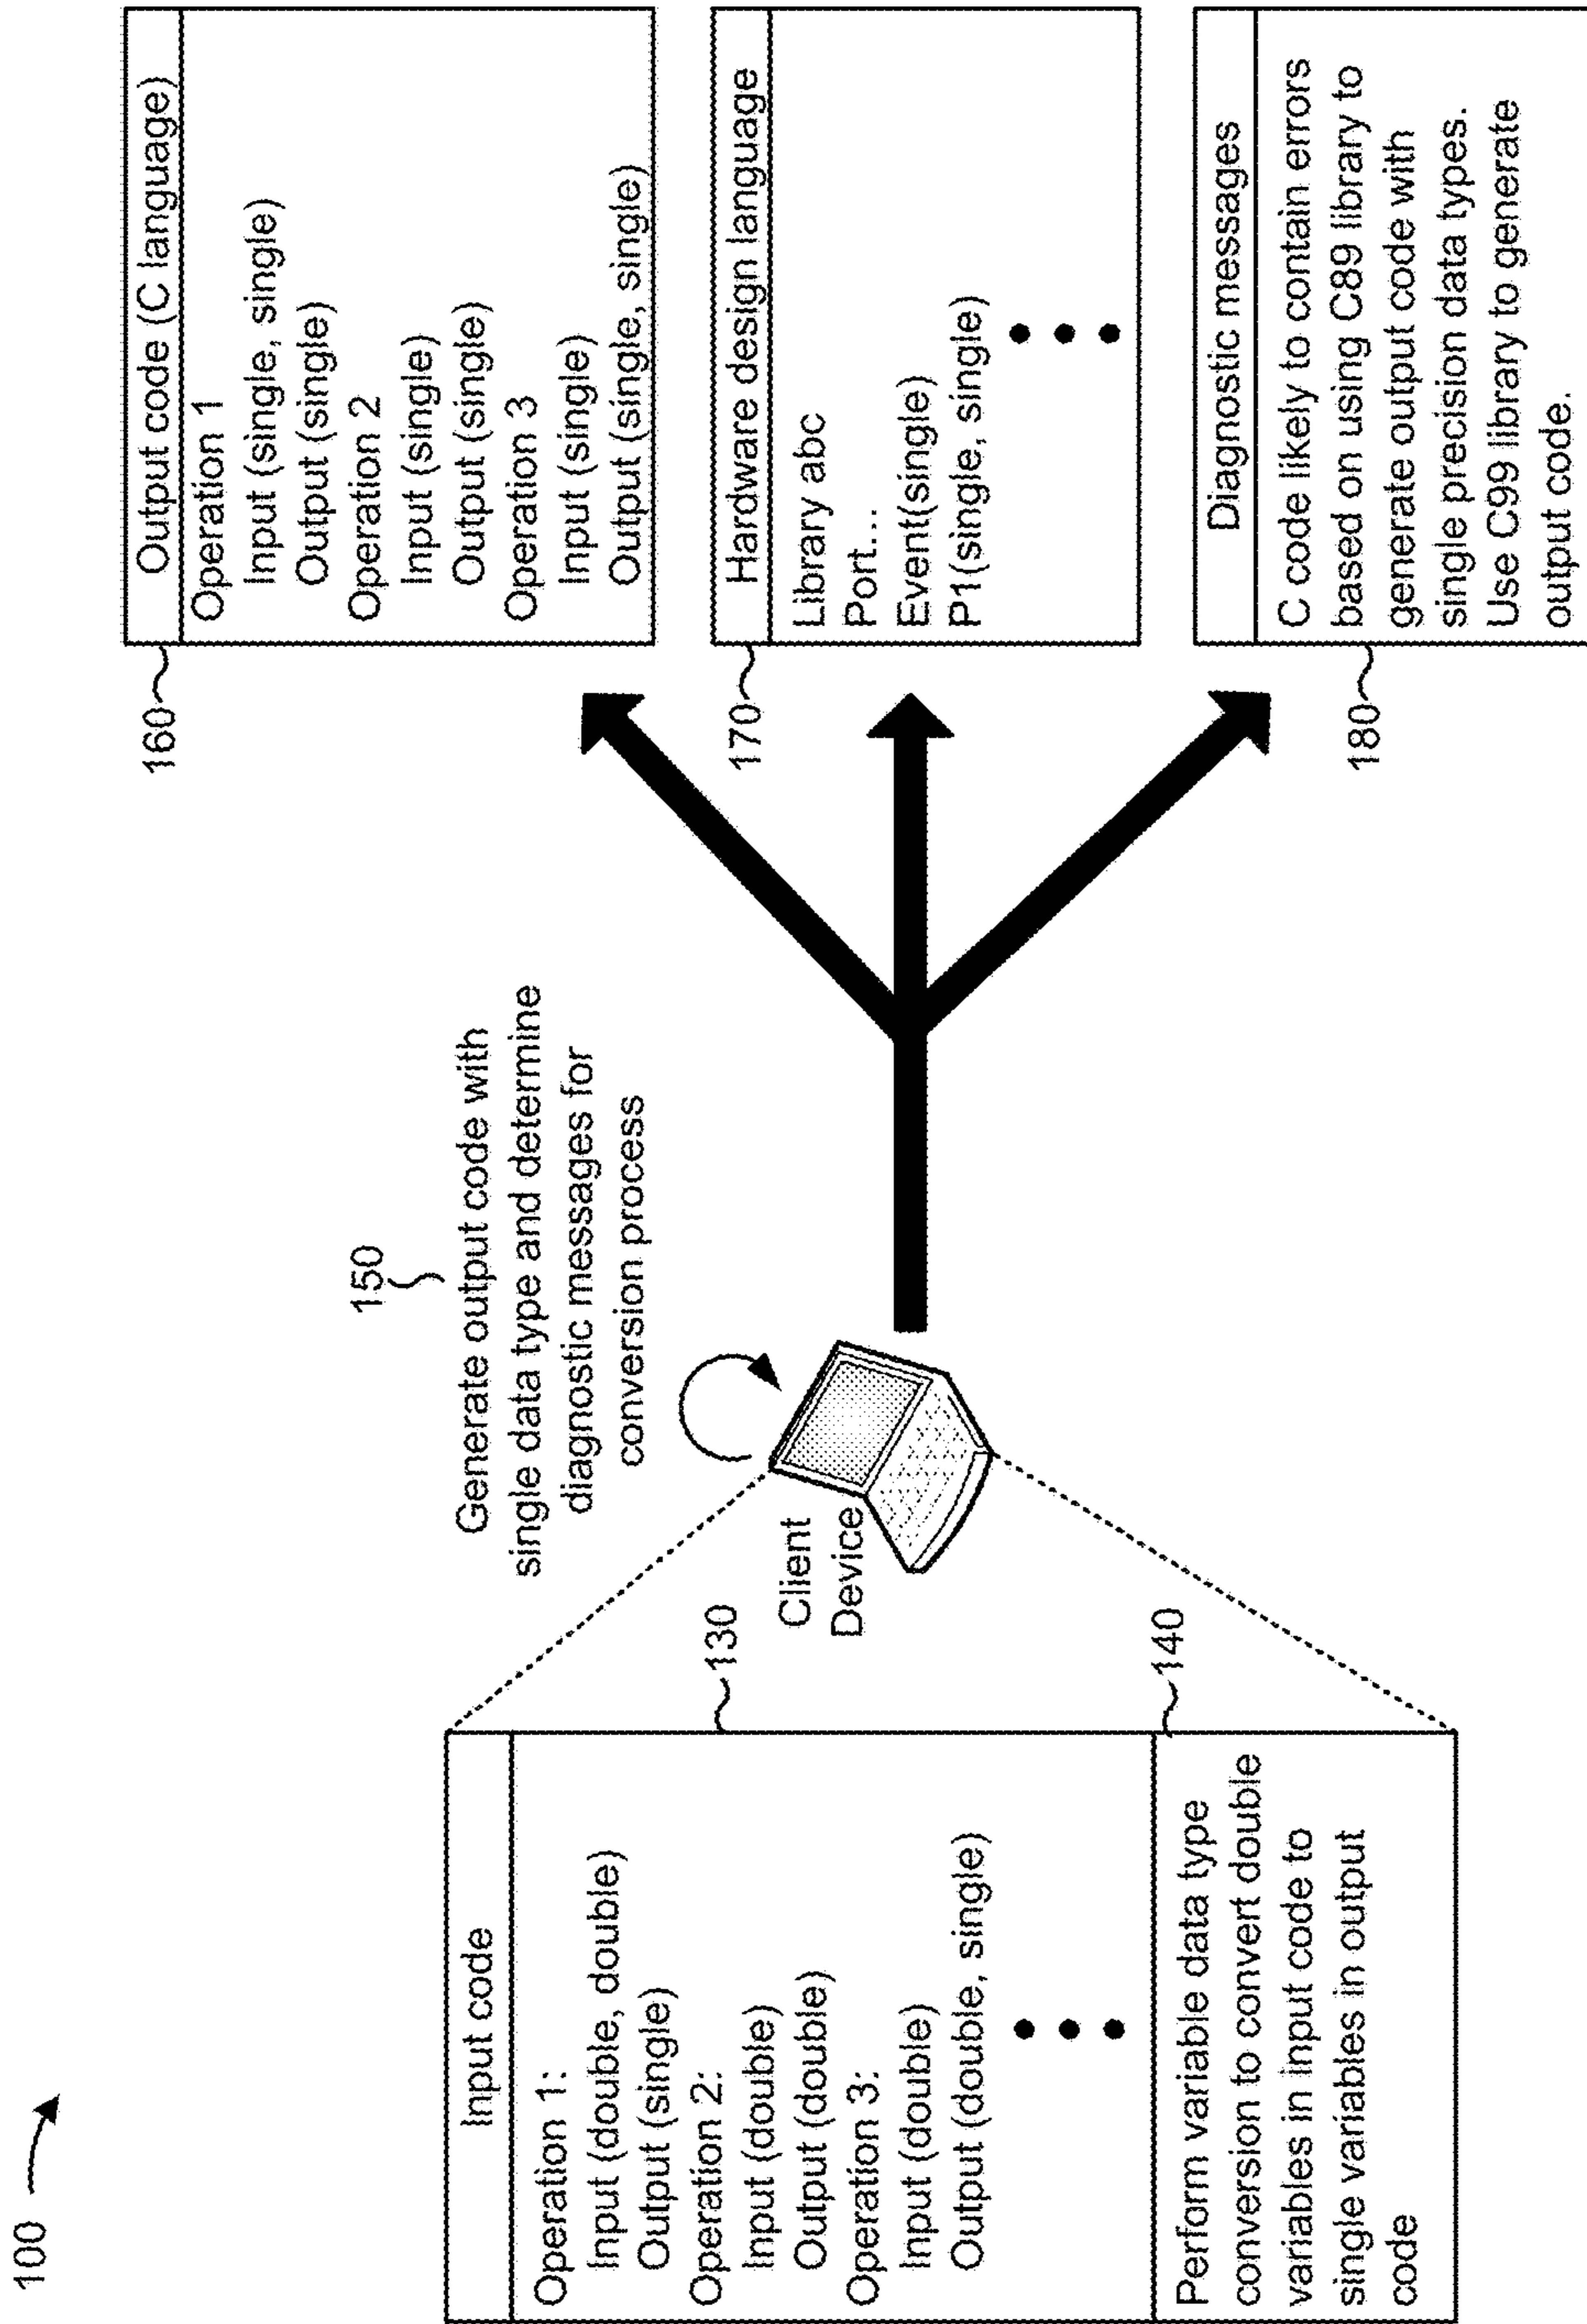 100
Input code
Operation 1:
Input (double, double)
Output (single)
Operation 2:
Input (double)
Output (double)
Operation 3:
Input (double)
Output (double, single)
130
Perform variable data type
conversion to convert double
variables in input code to
single variables in output
code
140
Client
Device
150
Generate output code with
single data type and determine
diagnostic messages for
conversion process
160
Output code (C language)
Operation 1
Input (single, single)
Output (single)
Operation 2
Input (single)
Output (single)
Operation 3
Input (single)
Output (single, single)
170
Hardware design language
Library abc
Port...
Event(single)
P1(single, single)
180
Diagnostic messages
C code likely to contain errors
based on using C89 library to
generate output code with
single precision data types.
Use C99 library to generate
output code.